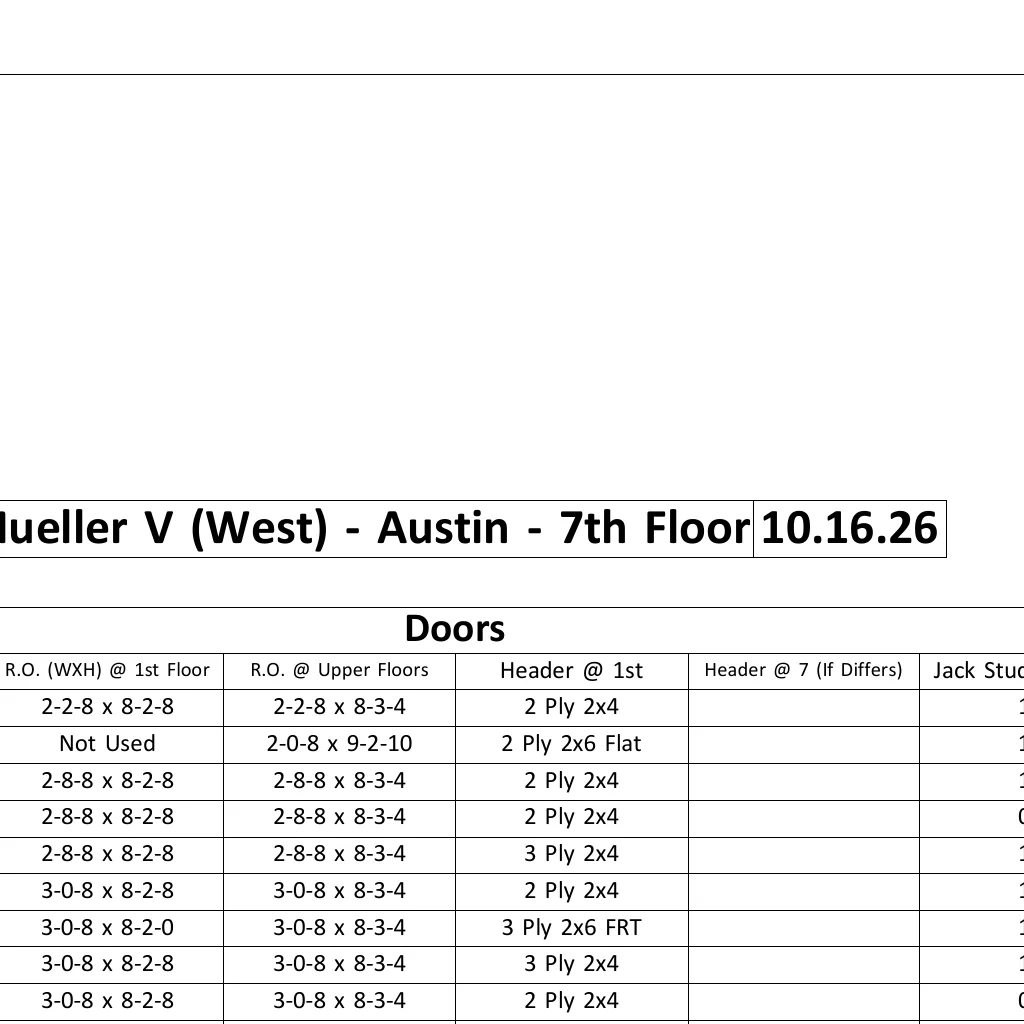 V (West) - Austin - 7th Floor 10.16.26
Doors
R.O. (WXH) @ 1st Floor R.O. @ Upper Floors Header @ 1st Header @ 7 (If Differs) Jack
2-2-8 x 8-2-8 2-2-8 x 8-3-4 2 Ply 2x4
Not Used 2-0-8 x 9-2-10 2 Ply 2x6 Flat
2-8-8 x 8-2-8 2-8-8 x 8-3-4 2 Ply 2x4
2-8-8 x 8-2-8 2-8-8 x 8-3-4 2 Ply 2x4
2-8-8 x 8-2-8 2-8-8 x 8-3-4 3 Ply 2x4
3-0-8 x 8-2-8 3-0-8 x 8-3-4 2 Ply 2x4
3-0-8 x 8-2-0 3-0-8 x 8-3-4 3 Ply 2x6 FRT
3-0-8 x 8-2-8 3-0-8 x 8-3-4 3 Ply 2x4
3-0-8 x 8-2-8 3-0-8 x 8-3-4 2 Ply 2x4